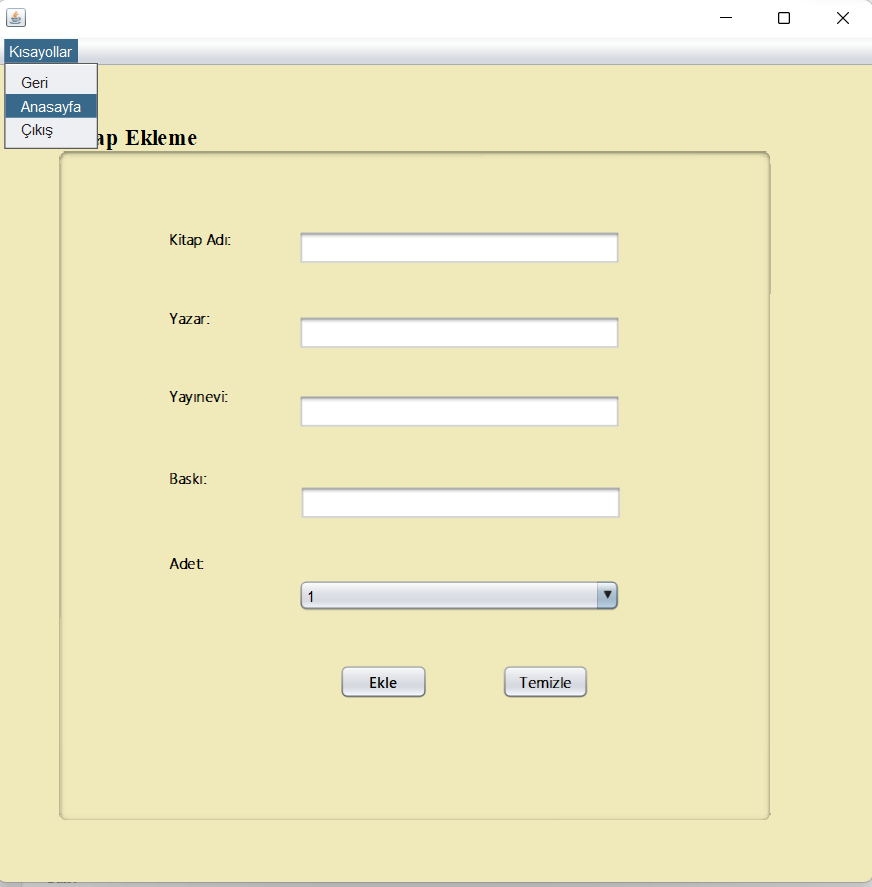 Kısayollar
Geri
Anasayfa
Çıkış
ap Ekleme
Kitap Adı:
Yazar:
Yayınevi:
Baskı:
Adet:
1
Ekle
Temizle